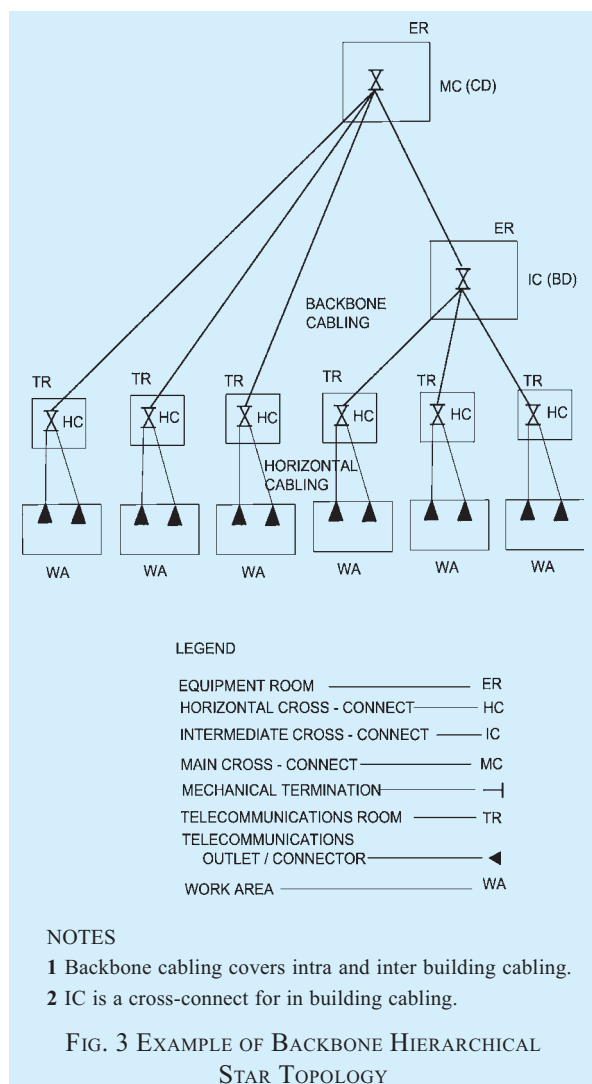 ER
MC (CD)
ER
IC (BD)
BACKBONE
CABLING
TR TR TR TR TR TR
HC HC HC HC HC HC
HORIZONTAL
CABLING
WA WA WA WA WA WA
LEGEND
EQUIPMENT ROOM ER
HORIZONTAL CROSS - CONNECT HC
INTERMEDIATE CROSS - CONNECT IC
MAIN CROSS - CONNECT MC
MECHANICAL TERMINATION
TELECOMMUNICATIONS ROOM TR
TELECOMMUNICATIONS
OUTLET / CONNECTOR
WORK AREA WA
NOTES
1 Backbone cabling covers intra and inter building cabling.
2 IC is a cross-connect for in building cabling.
FIG. 3 EXAMPLE OF BACKBONE HIERARCHICAL
STAR TOPOLOGY